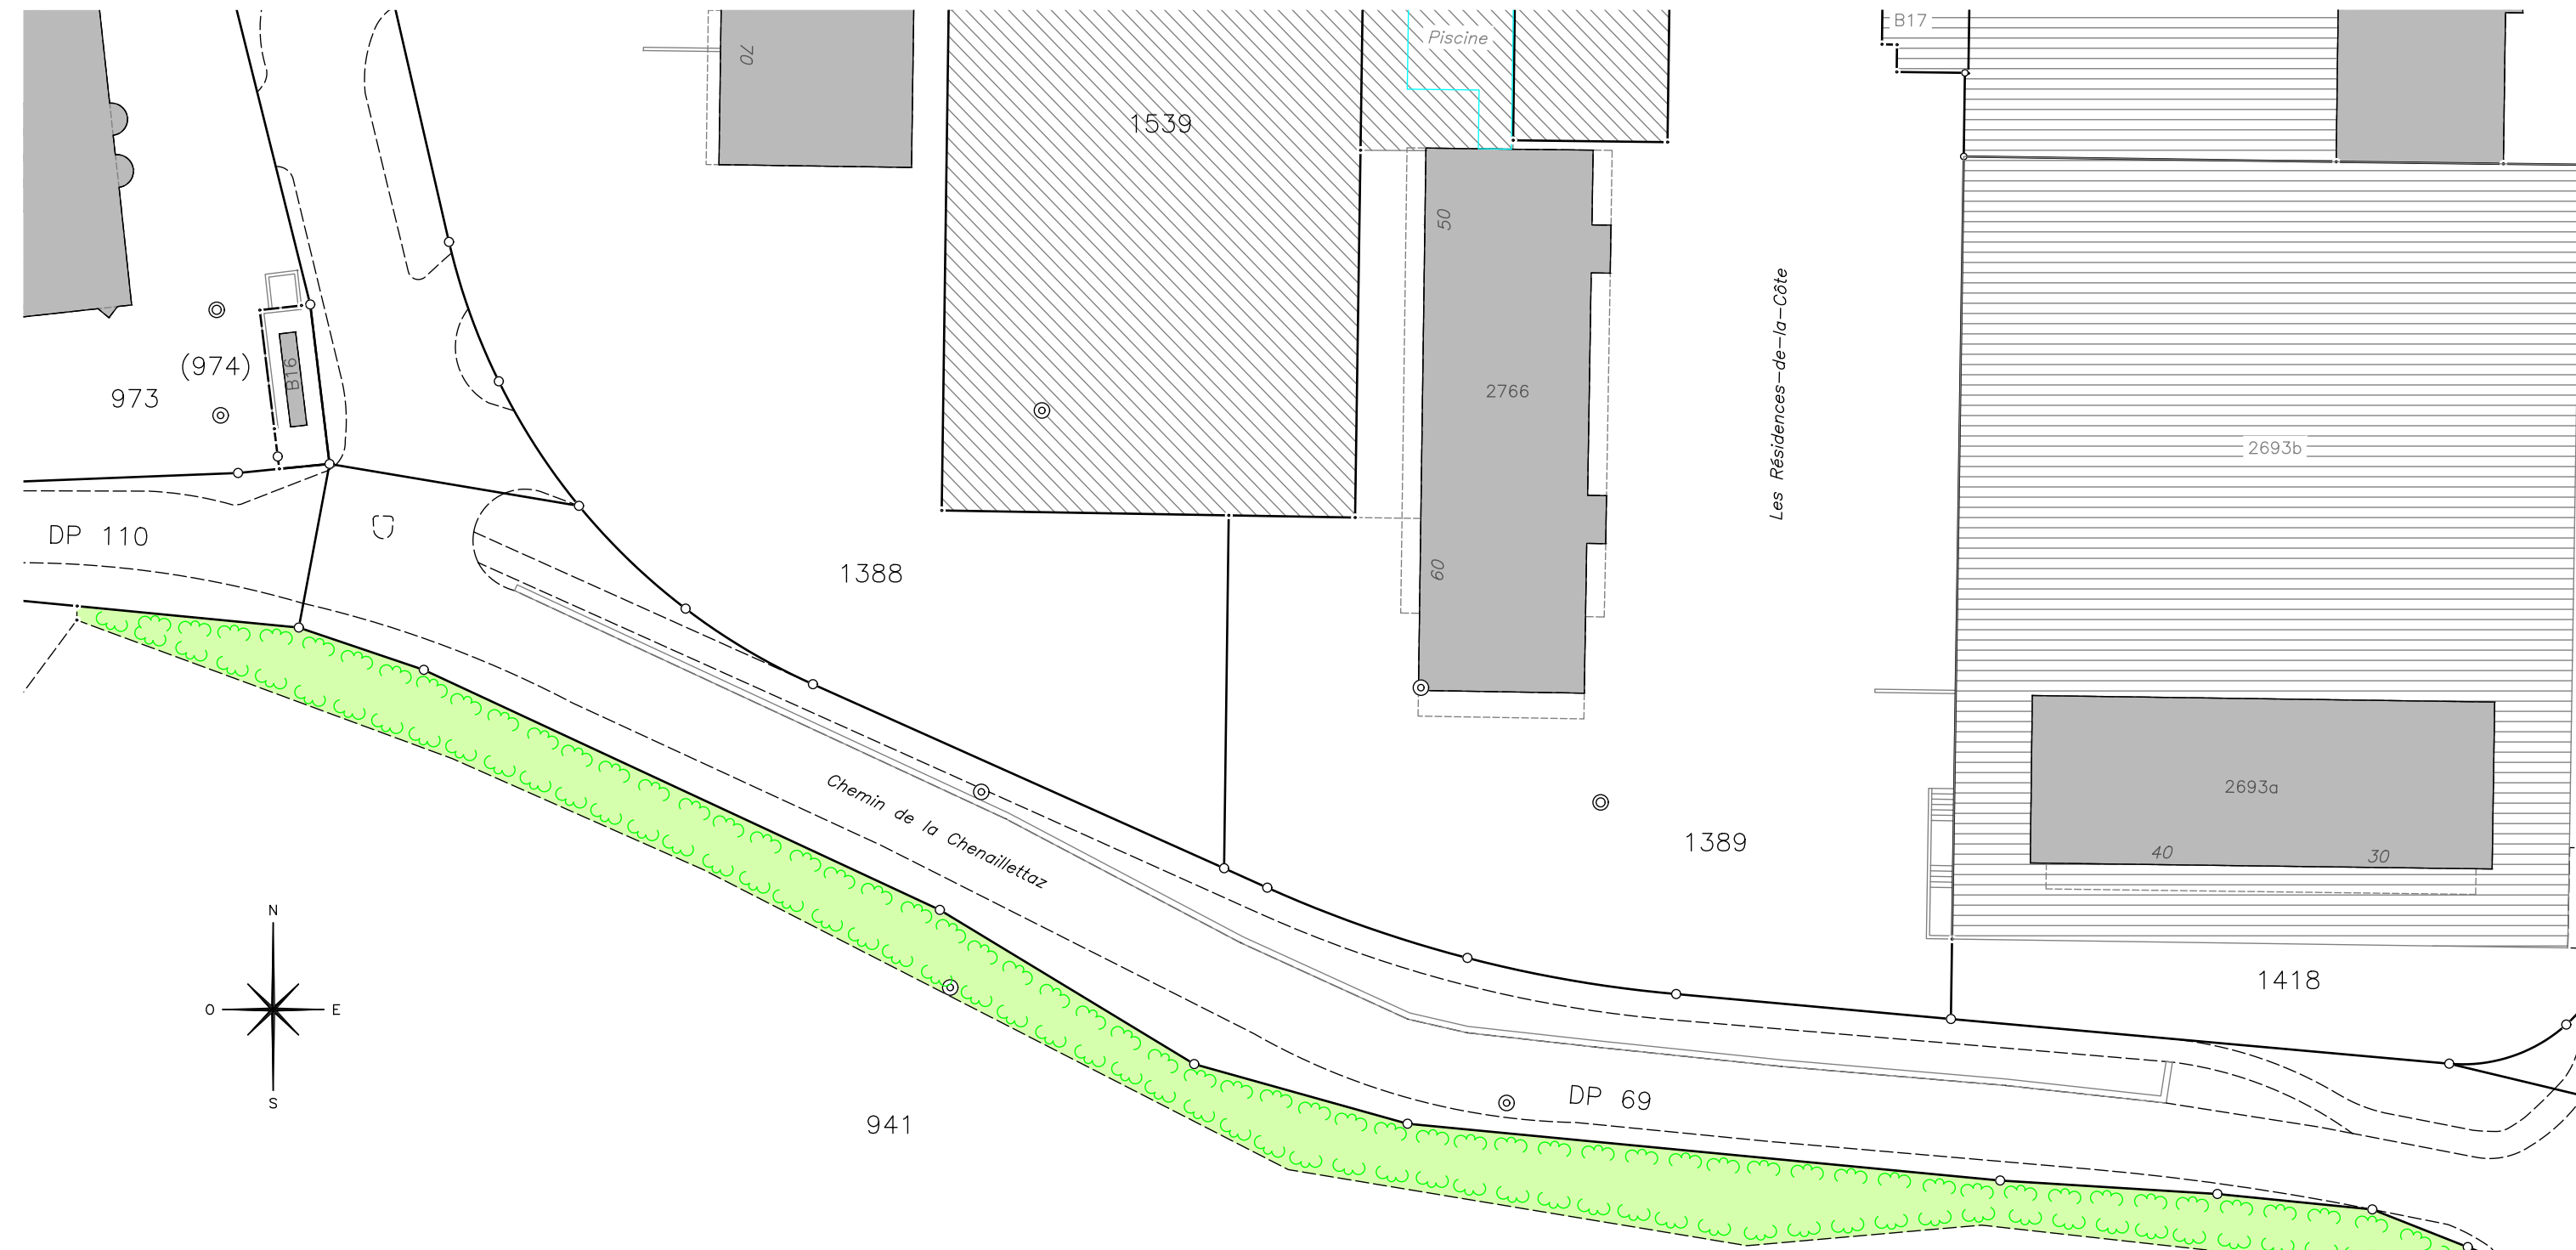 B17
Piscine
70
1539
50
Les Résidences-de-la-Côte
(974)
B16
973
2766
2693b
DP 110
1388
60
2693a
Chemin de la Chenaillettaz
1389
40
30
N
O
E
S
1418
DP 69
941